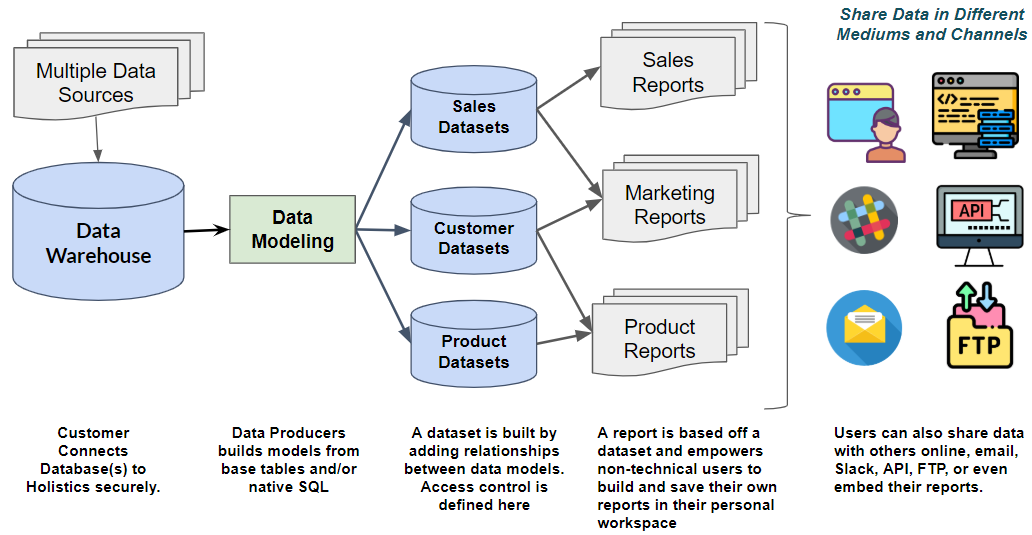 Share Data in Different
Mediums and Channels
Multiple Data
Sources
Data
Warehouse
Data
Modeling
Sales
Datasets
Customer
Datasets
Product
Datasets
Sales
Reports
Marketing
Reports
Product
Reports
</>
API
FTP
Customer
Connects
Database(s) to
Holistics securely.
Data Producers
builds models from
base tables and/or
native SQL
A dataset is built by
adding relationships
between data models.
Access control is
defined here
A report is based off a
dataset and empowers
non-technical users to
build and save their own
reports in their personal
workspace
Users can also share data
with others online, email,
Slack, API, FTP, or even
embed their reports.